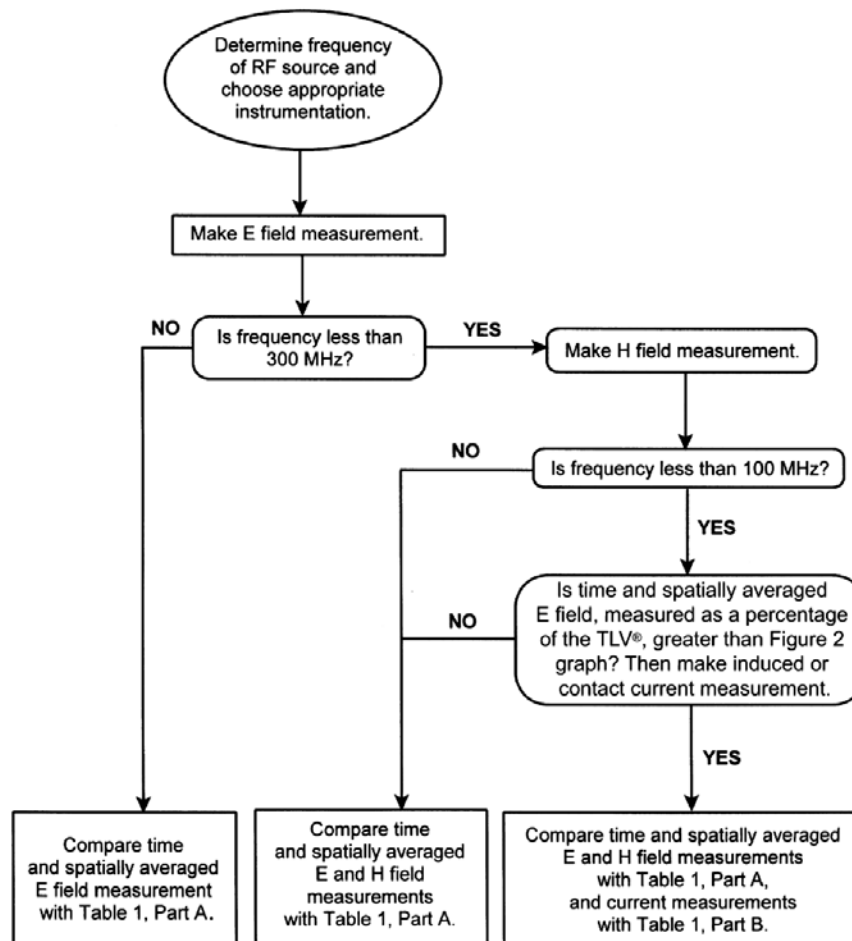 Determine frequency
of RF source and
choose appropriate
instrumentation.
Make E field measurement.
NO
Is frequency less than
300 MHz?
YES
Make H field measurement.
NO
Is frequency less than 100 MHz?
YES
Is time and spatially averaged
E field, measured as a percentage
of the TLV®, greater than Figure 2
graph? Then make induced or
contact current measurement.
NO
YES
Compare time
and spatially averaged
E field measurement
with Table 1, Part A.
Compare time
and spatially averaged
E and H field
measurements
with Table 1, Part A.
Compare time and spatially averaged
E and H field measurements
with Table 1, Part A,
and current measurements
with Table 1, Part B.